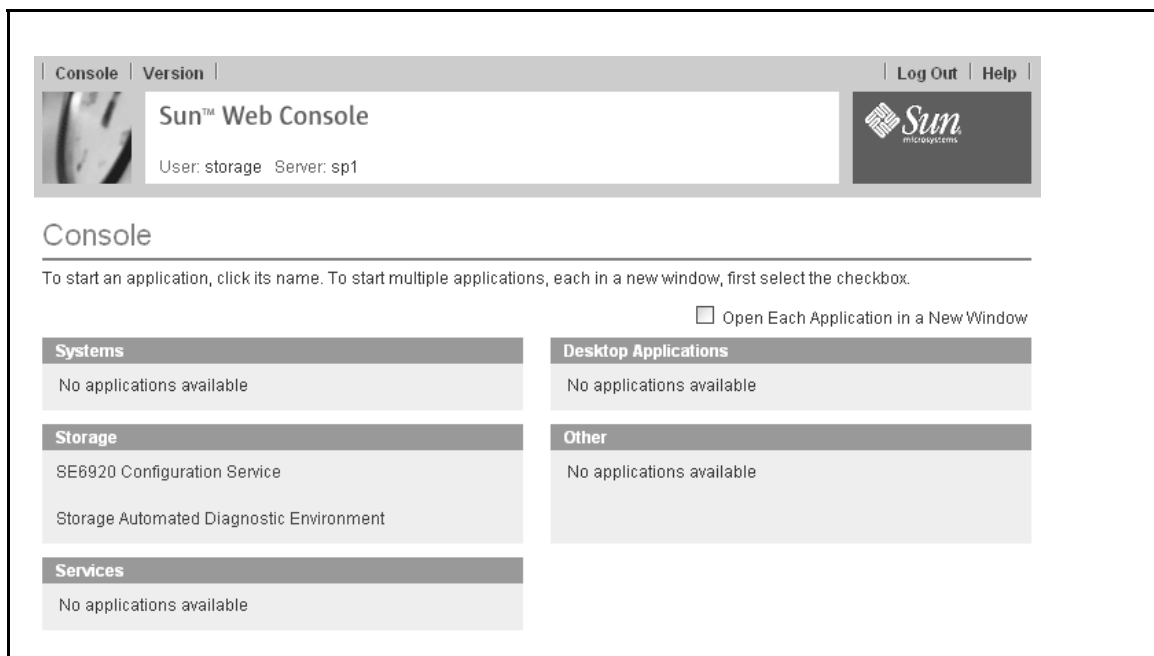 Console Version Log Out Help
Sun™ Web Console
User: storage Server: sp1
Sun
microsystems
Console
To start an application, click its name. To start multiple applications, each in a new window, first select the checkbox.
Open Each Application in a New Window
Systems
No applications available
Desktop Applications
No applications available
Storage
SE6920 Configuration Service
Storage Automated Diagnostic Environment
Other
No applications available
Services
No applications available